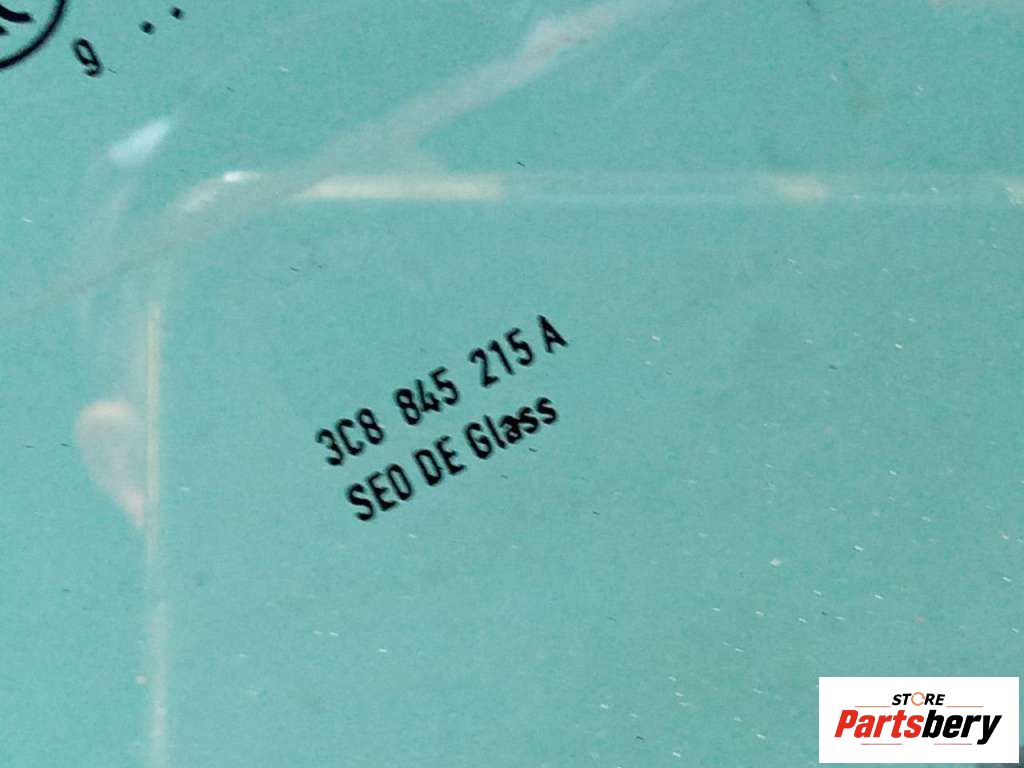 9 ..
3C8 845 215 A
SEO DE Glass
STORE
Partsbery